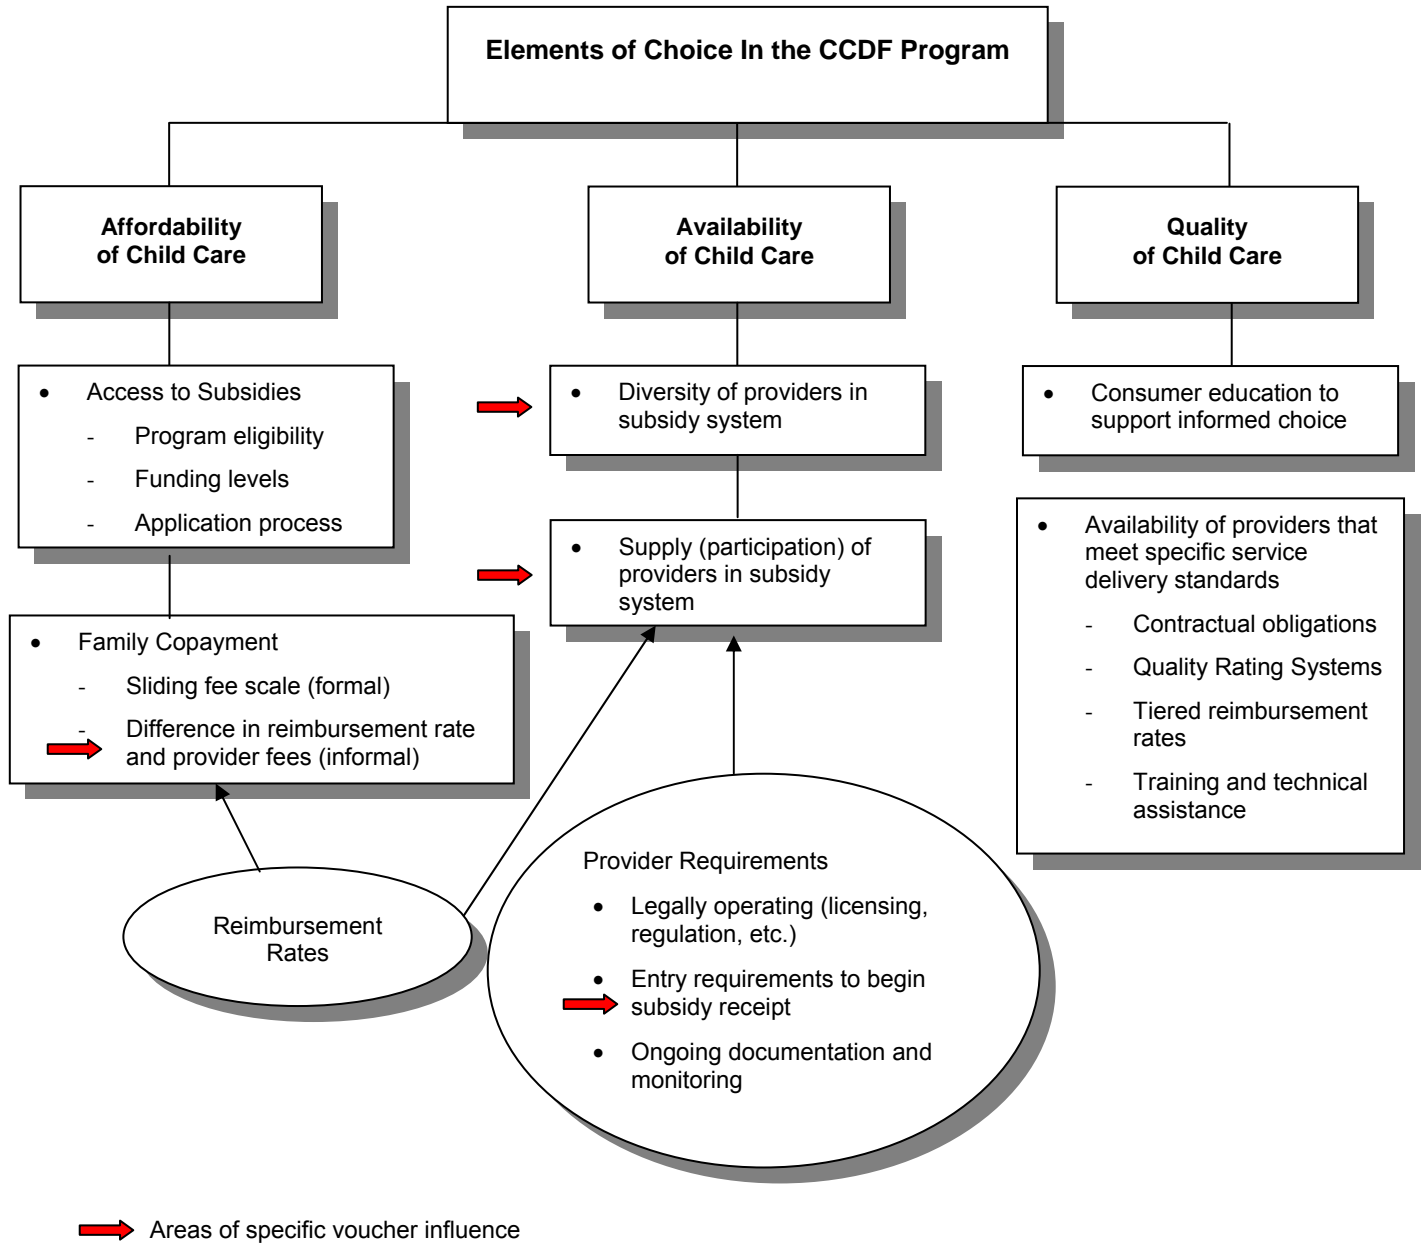 Elements of Choice In the CCDF Program
Affordability
of Child Care
Availability
of Child Care
Quality
of Child Care
• Access to Subsidies
- Program eligibility
- Funding levels
- Application process
• Family Copayment
- Sliding fee scale (formal)
- Difference in reimbursement rate
and provider fees (informal)
Reimbursement
Rates
• Diversity of providers in
subsidy system
• Supply (participation) of
providers in subsidy
system
Provider Requirements
• Legally operating (licensing,
regulation, etc.)
• Entry requirements to begin
subsidy receipt
• Ongoing documentation and
monitoring
• Consumer education to
support informed choice
• Availability of providers that
meet specific service
delivery standards
- Contractual obligations
- Quality Rating Systems
- Tiered reimbursement
rates
- Training and technical
assistance
Areas of specific voucher influence